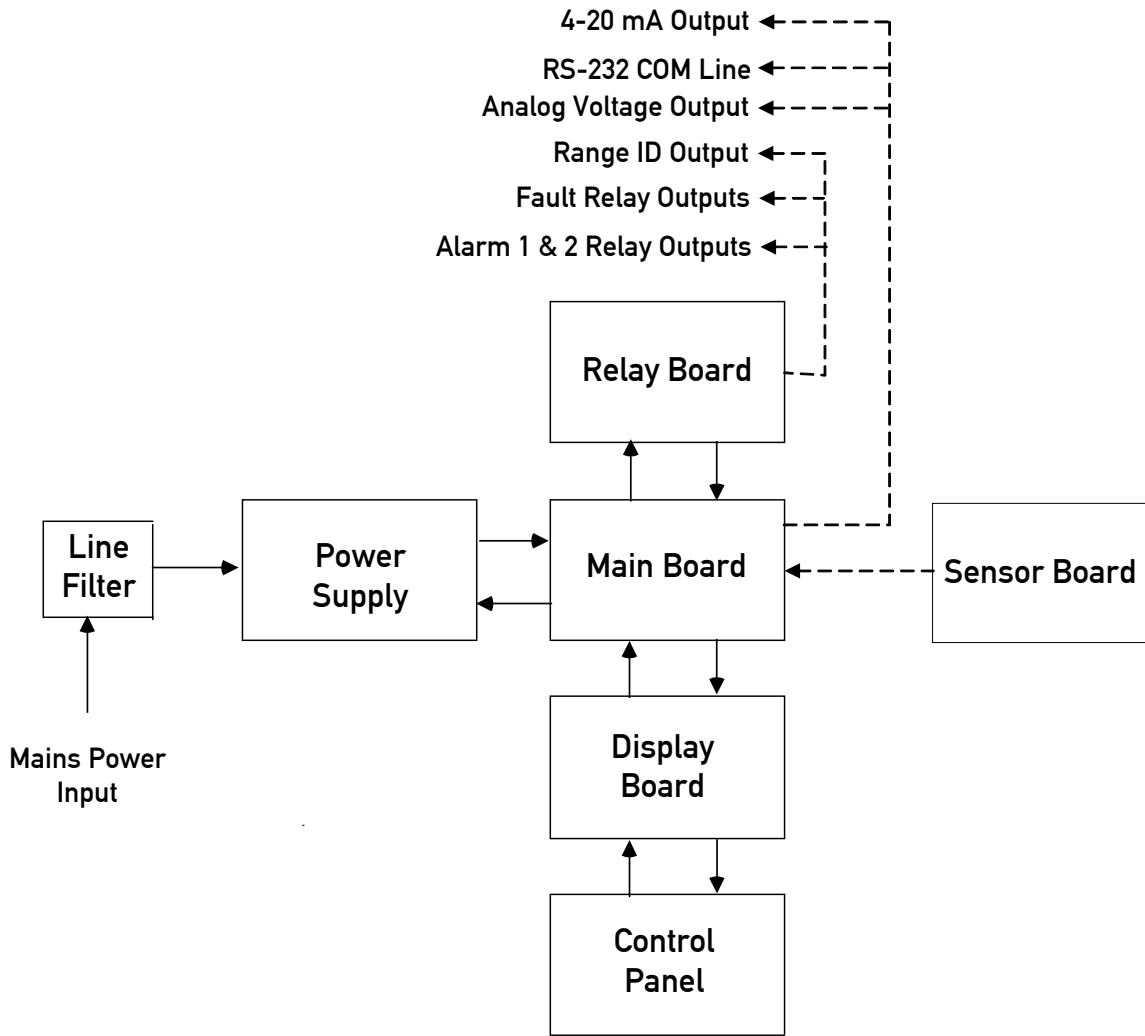 4-20 mA Output
RS-232 COM Line
Analog Voltage Output
Range ID Output
Fault Relay Outputs
Alarm 1 & 2 Relay Outputs
Relay Board
Line
Filter
Power
Supply
Main Board
Sensor Board
Mains Power
Input
Display
Board
Control
Panel